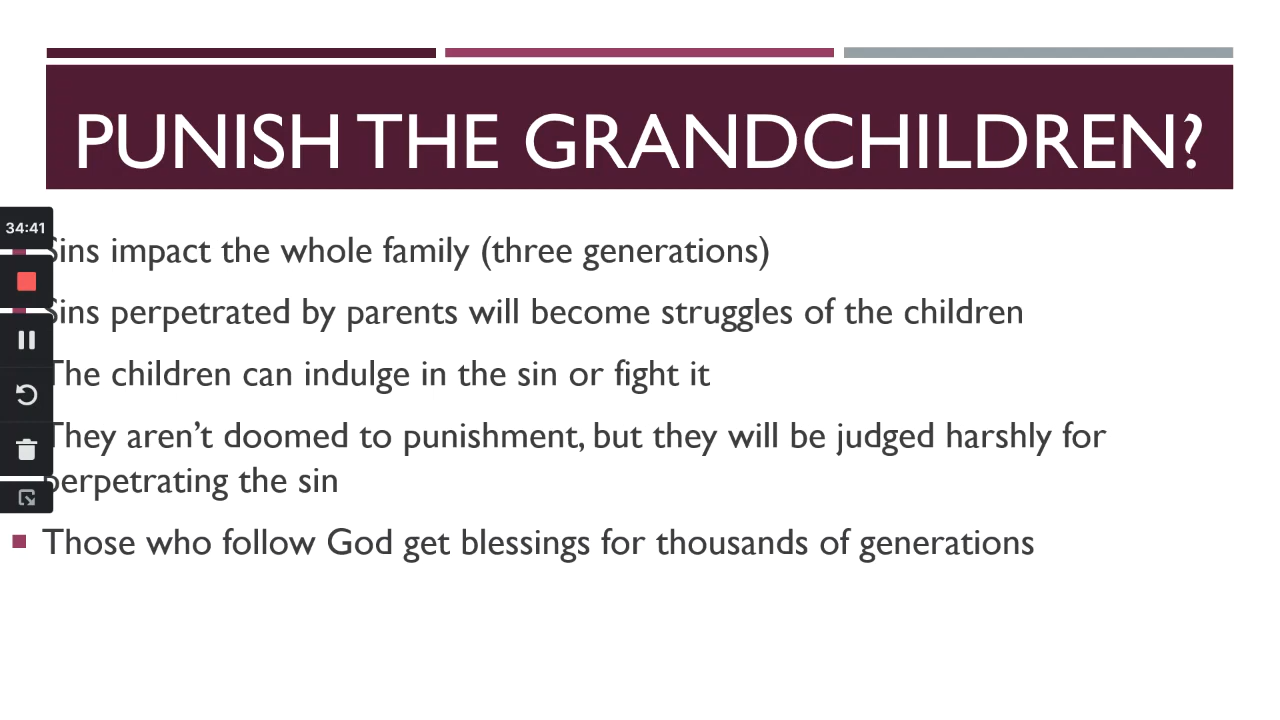 PUNISH THE GRANDCHILDREN?
34:41
Sins impact the whole family (three generations)
Sins perpetrated by parents will become struggles of the children
The children can indulge in the sin or fight it
They aren’t doomed to punishment, but they will be judged harshly for
perpetrating the sin
Those who follow God get blessings for thousands of generations